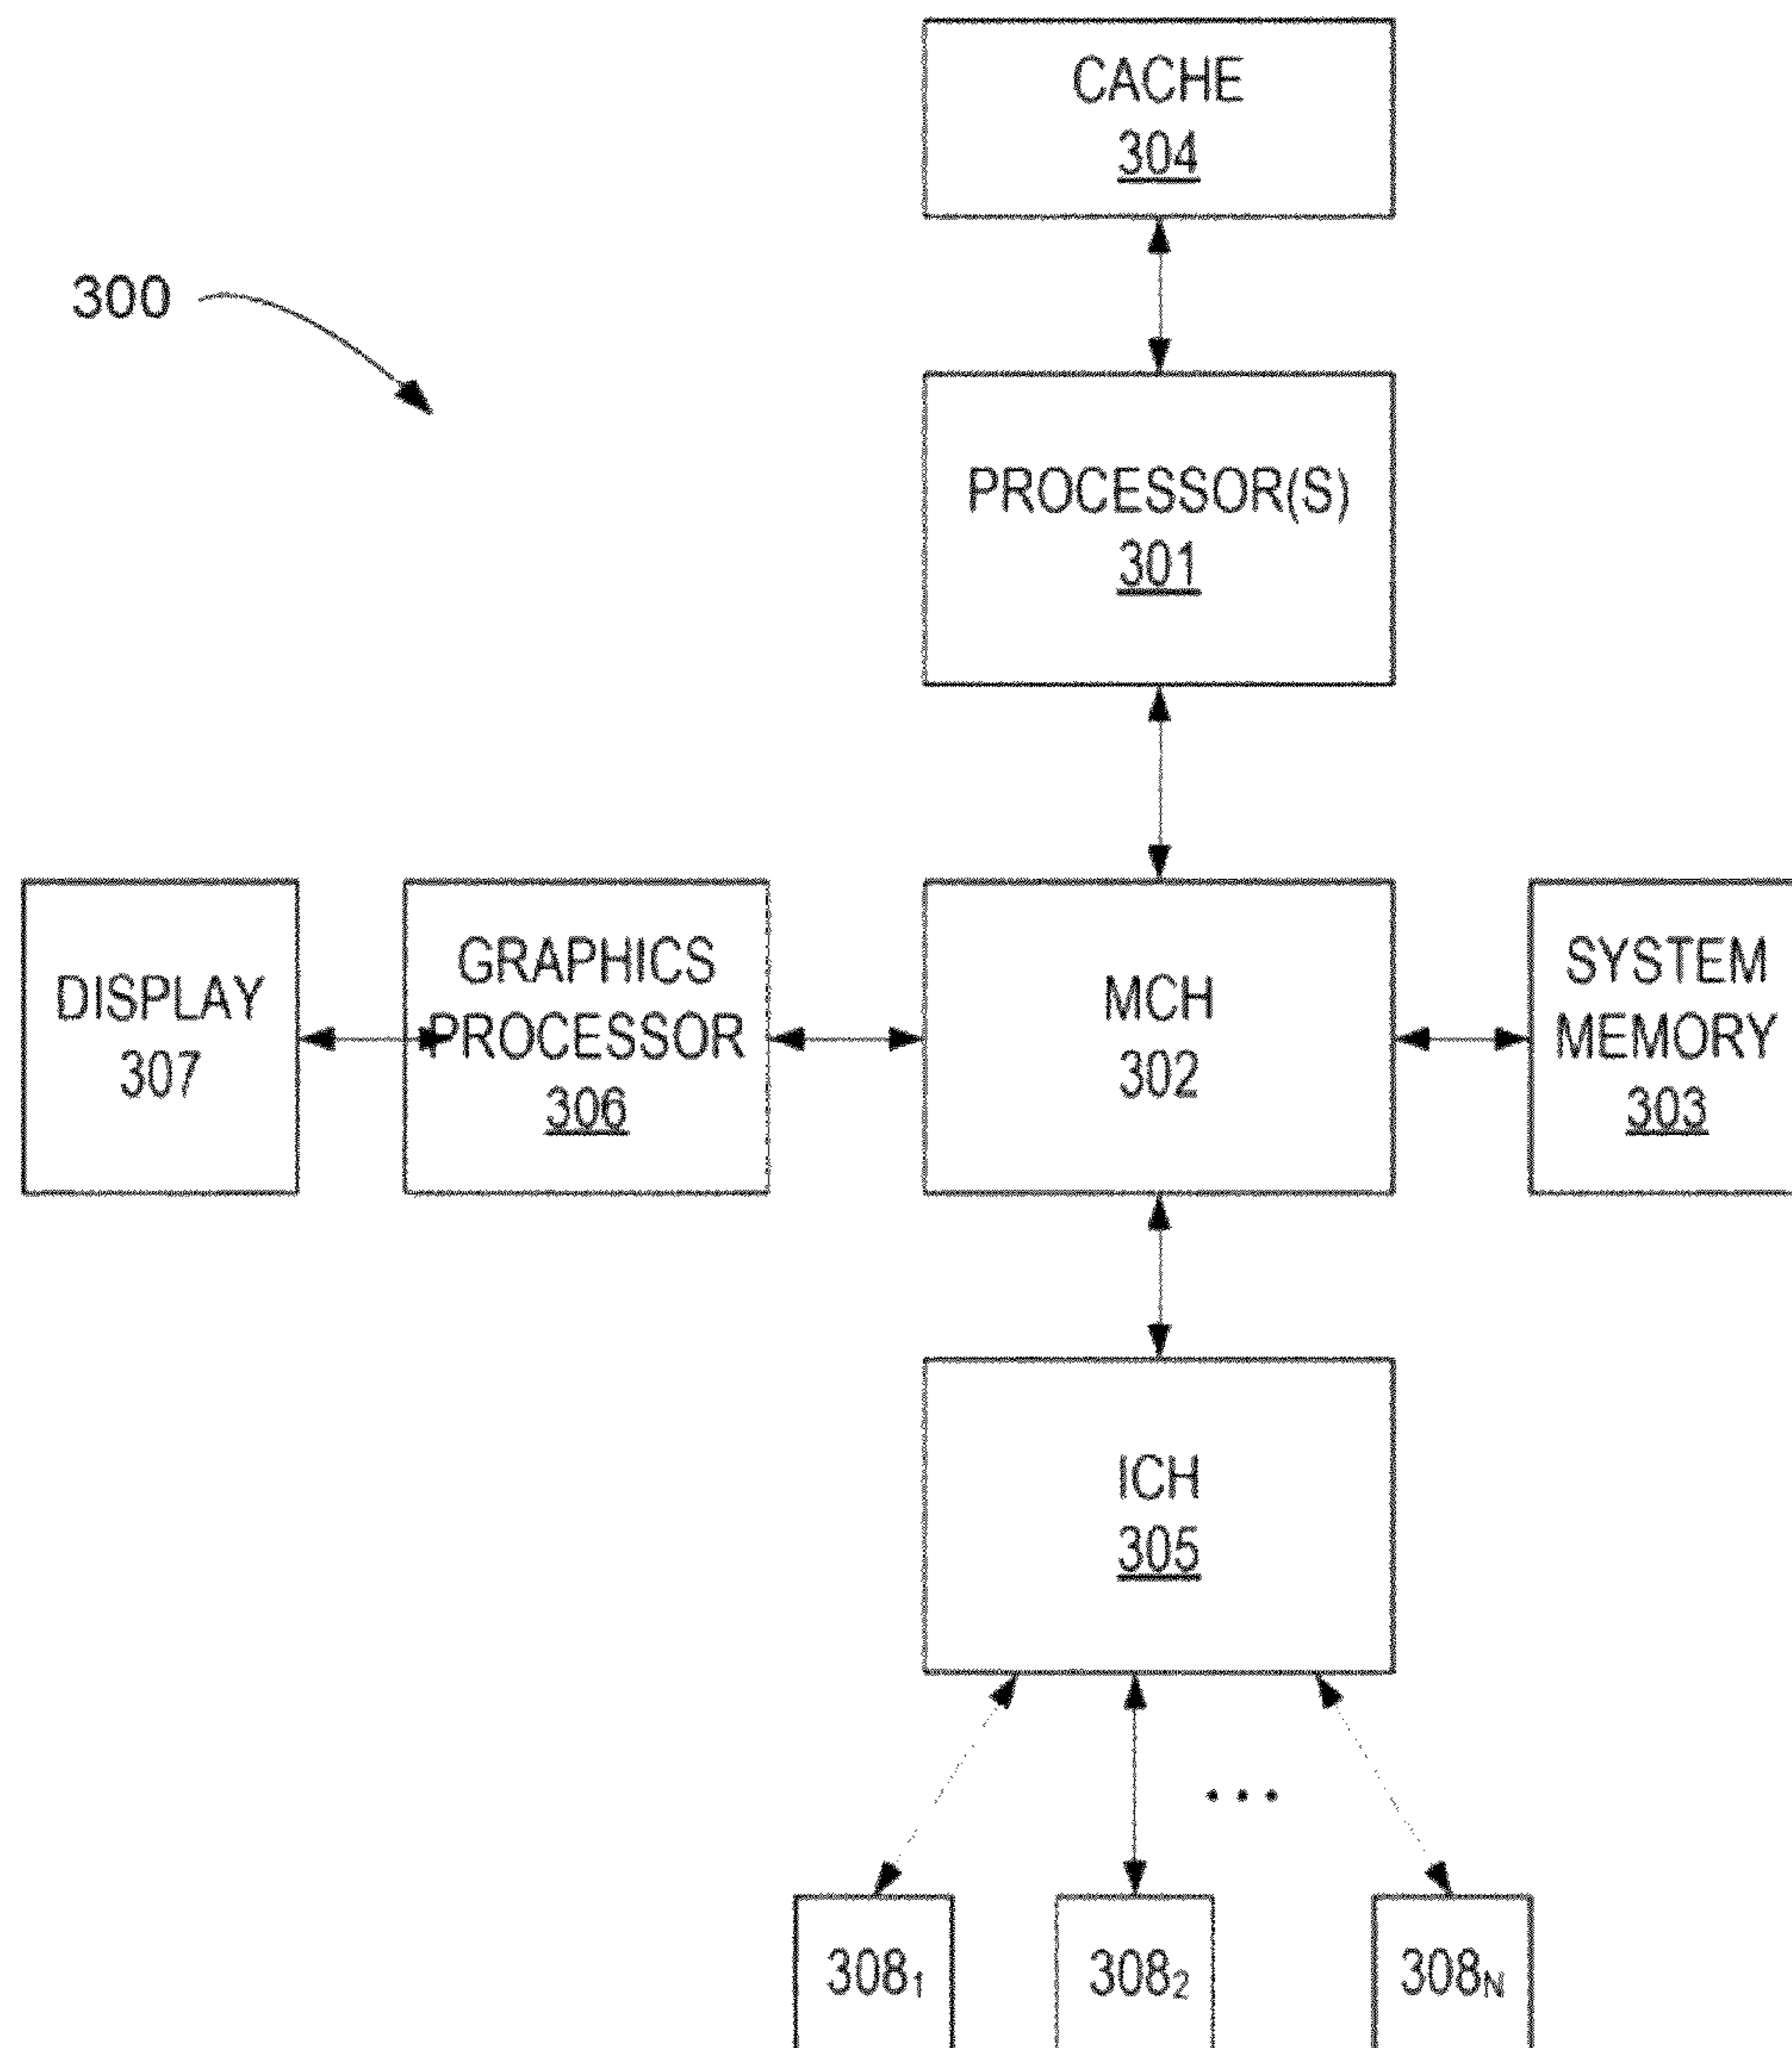 CACHE
304
300
PROCESSOR(S)
301
DISPLAY
307
GRAPHICS
PROCESSOR
306
MCH
302
SYSTEM
MEMORY
303
ICH
305
...
308₁
308₂
308N